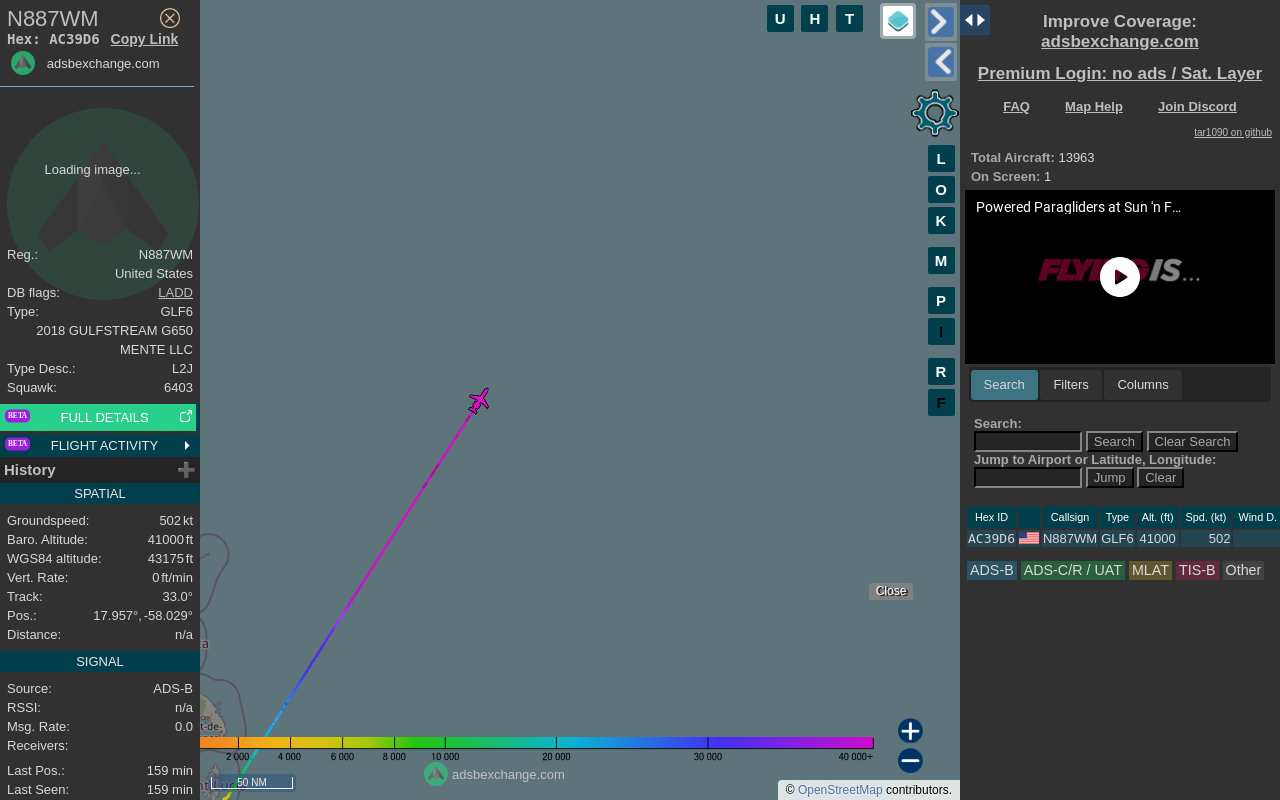 N887WM
Hex: AC39D6 Copy Link
adsbexchange.com
Loading image...
Reg.: N887WM
United States
DB flags: LADD
Type: GLF6
2018 GULFSTREAM G650
MENTE LLC
Type Desc.: L2J
Squawk: 6403
BETA FULL DETAILS
BETA FLIGHT ACTIVITY
History
SPATIAL
Groundspeed: 502 kt
Baro. Altitude: 41000 ft
WGS84 altitude: 43175 ft
Vert. Rate: 0 ft/min
Track: 33.0°
Pos.: 17.957°, -58.029°
Distance: n/a
SIGNAL
Source: ADS-B
RSSI: n/a
Msg. Rate: 0.0
Receivers:
Last Pos.: 159 min
Last Seen: 159 min
U H T
L
O
K
M
P
I
R
F
Close
2 000 4 000 6 000 8 000 10 000 20 000 30 000 40 000+
50 NM
adsbexchange.com
© OpenStreetMap contributors.
Improve Coverage:
adsbexchange.com
Premium Login: no ads / Sat. Layer
FAQ Map Help Join Discord
tar1090 on github
Total Aircraft: 13963
On Screen: 1
Powered Paragliders at Sun 'n F...
FLYING IS...
Search Filters Columns
Search:
Search Clear Search
Jump to Airport or Latitude, Longitude:
Jump Clear
Hex ID Callsign Type Alt. (ft) Spd. (kt) Wind D.
AC39D6 N887WM GLF6 41000 502
ADS-B ADS-C/R / UAT MLAT TIS-B Other